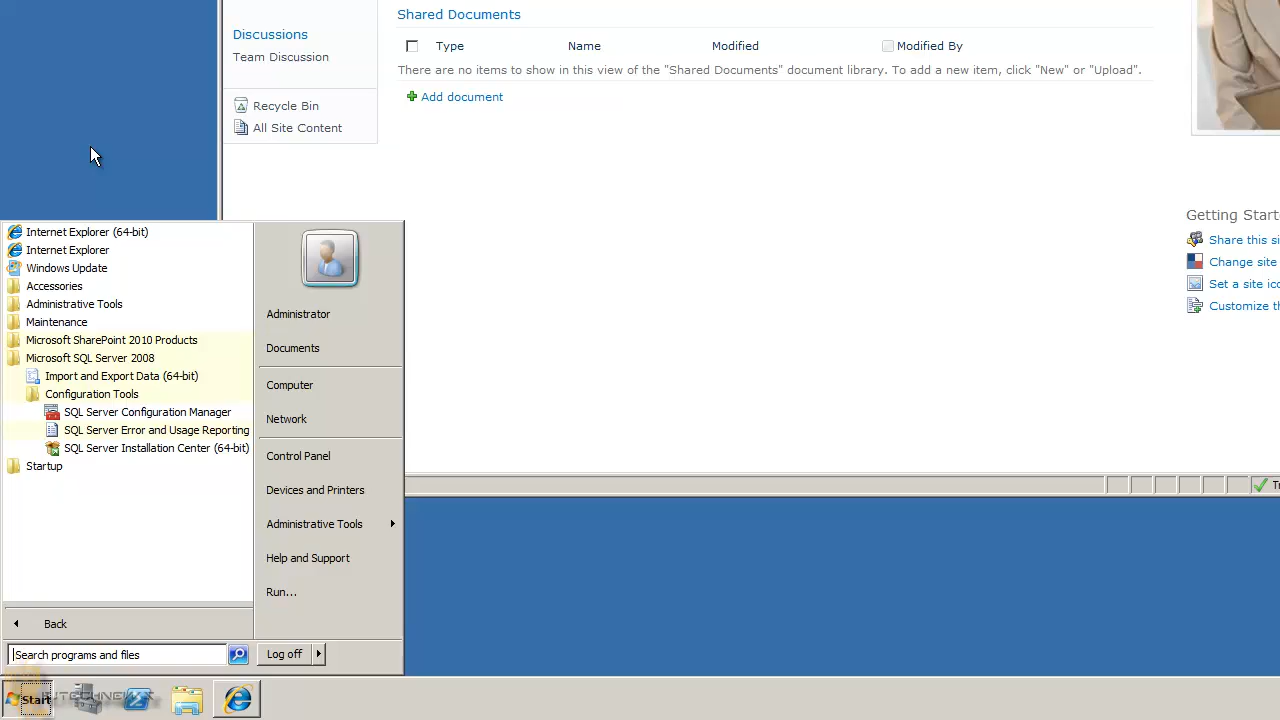 Shared Documents
Type Name Modified Modified By
There are no items to show in this view of the "Shared Documents" document library. To add a new item, click "New" or "Upload".
Add document
Discussions
Team Discussion
Recycle Bin
All Site Content
Getting Start
Share this si
Change site
Set a site ico
Customize th
Internet Explorer (64-bit)
Internet Explorer
Windows Update
Accessories
Administrative Tools
Maintenance
Microsoft SharePoint 2010 Products
Microsoft SQL Server 2008
Import and Export Data (64-bit)
Configuration Tools
SQL Server Configuration Manager
SQL Server Error and Usage Reporting
SQL Server Installation Center (64-bit)
Startup
Back
Search programs and files
Administrator
Documents
Computer
Network
Control Panel
Devices and Printers
Administrative Tools
Help and Support
Run...
Log off
Tr
Start